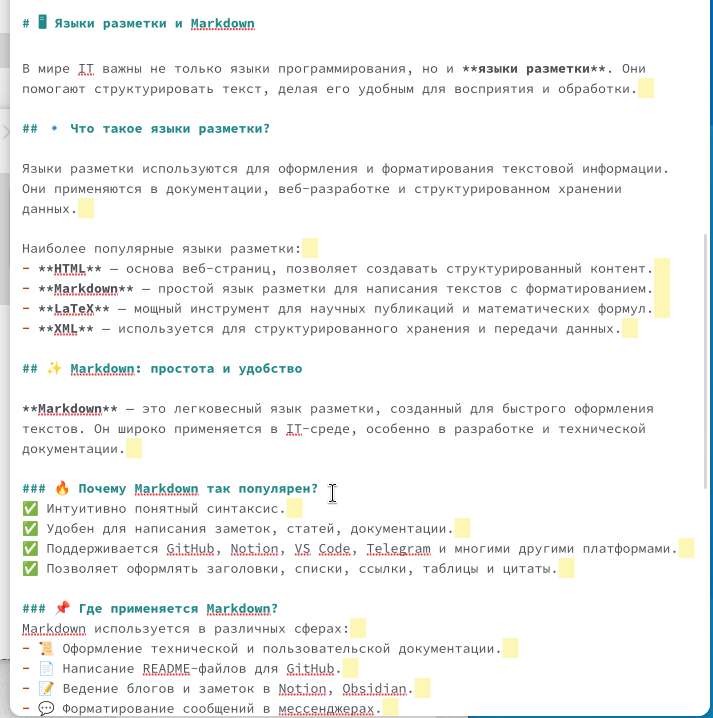 # 🖥 Языки разметки и Markdown
В мире IT важны не только языки программирования, но и **языки разметки**. Они
помогают структурировать текст, делая его удобным для восприятия и обработки.
## 🔹 Что такое языки разметки?
Языки разметки используются для оформления и форматирования текстовой информации.
Они применяются в документации, веб-разработке и структурированном хранении
данных.
Наиболее популярные языки разметки:
- **HTML** — основа веб-страниц, позволяет создавать структурированный контент.
- **Markdown** — простой язык разметки для написания текстов с форматированием.
- **LaTeX** — мощный инструмент для научных публикаций и математических формул.
- **XML** — используется для структурированного хранения и передачи данных.
## ✨ Markdown: простота и удобство
**Markdown** — это легковесный язык разметки, созданный для быстрого оформления
текстов. Он широко применяется в IT-среде, особенно в разработке и технической
документации.
### 🔥 Почему Markdown так популярен?
✅ Интуитивно понятный синтаксис.
✅ Удобен для написания заметок, статей, документации.
✅ Поддерживается GitHub, Notion, VS Code, Telegram и многими другими платформами.
✅ Позволяет оформлять заголовки, списки, ссылки, таблицы и цитаты.
### 📌 Где применяется Markdown?
Markdown используется в различных сферах:
- 📜 Оформление технической и пользовательской документации.
- 📄 Написание README-файлов для GitHub.
- 📝 Ведение блогов и заметок в Notion, Obsidian.
- 💬 Форматирование сообщений в мессенджерах.